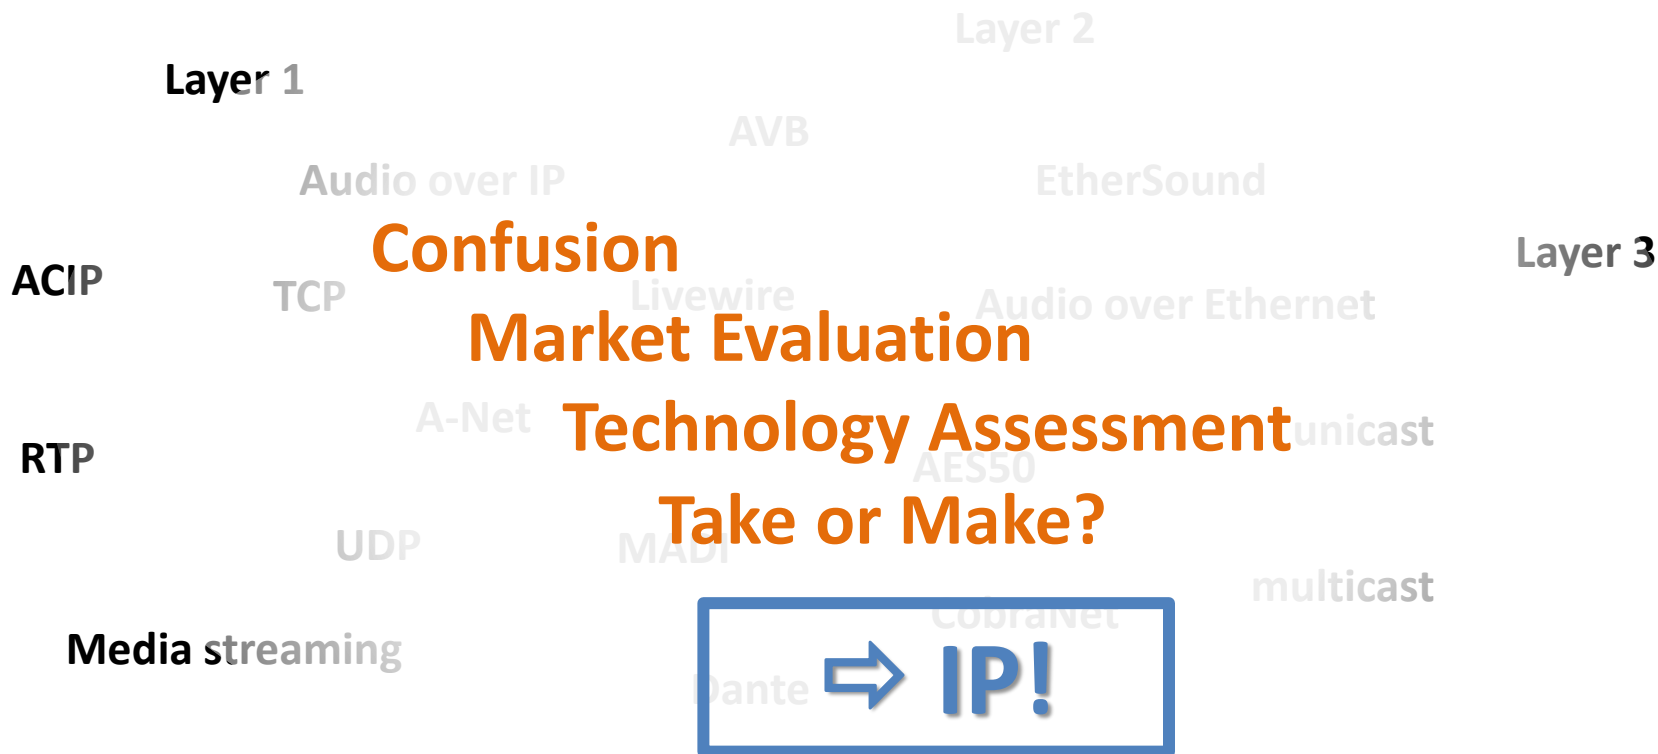 Layer 2
Layer 1
AVB
Audio over IP
EtherSound
Confusion
Layer 3
ACIP
TCP
Livewire
Audio over Ethernet
Market Evaluation
A-Net
Technology Assessment
unicast
RTP
AES50
Take or Make?
UDP
MADI
multicast
CobraNet
Media streaming
Dante
⇨ IP!